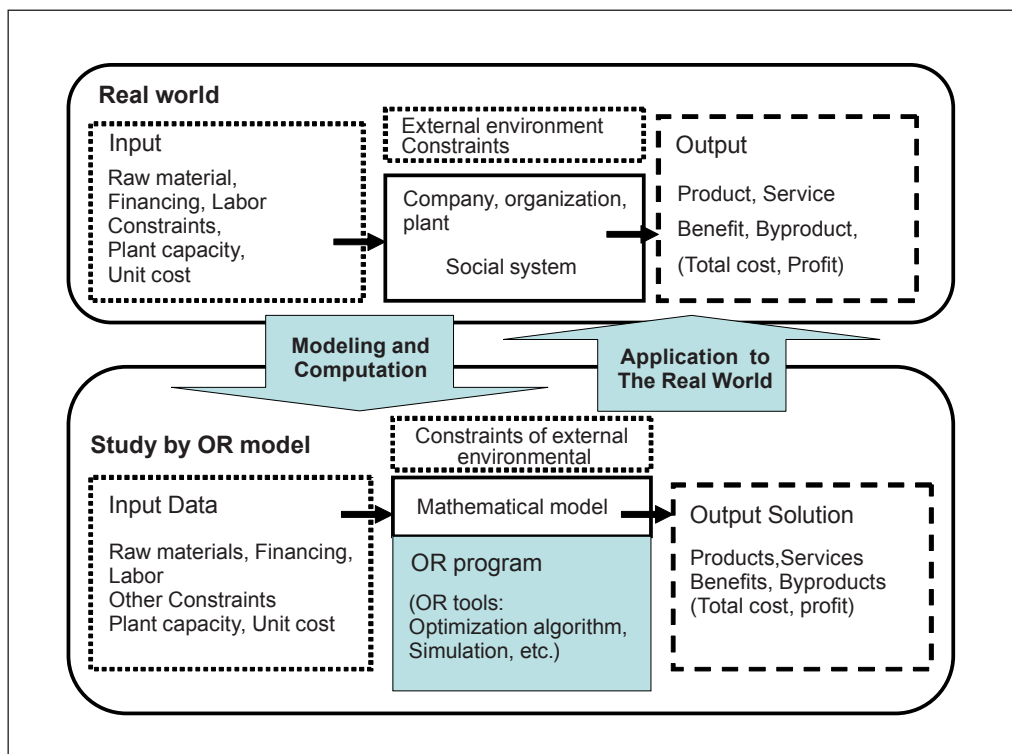 Real world
Input
Raw material,
Financing, Labor
Constraints,
Plant capacity,
Unit cost
External environment
Constraints
Company, organization,
plant
Social system
Output
Product, Service
Benefit, Byproduct,
(Total cost, Profit)
Modeling and
Computation
Application to
The Real World
Study by OR model
Input Data
Raw materials, Financing,
Labor
Other Constraints
Plant capacity, Unit cost
Constraints of external
environmental
Mathematical model
OR program
(OR tools:
Optimization algorithm,
Simulation, etc.)
Output Solution
Products,Services
Benefits, Byproducts
(Total cost, profit)